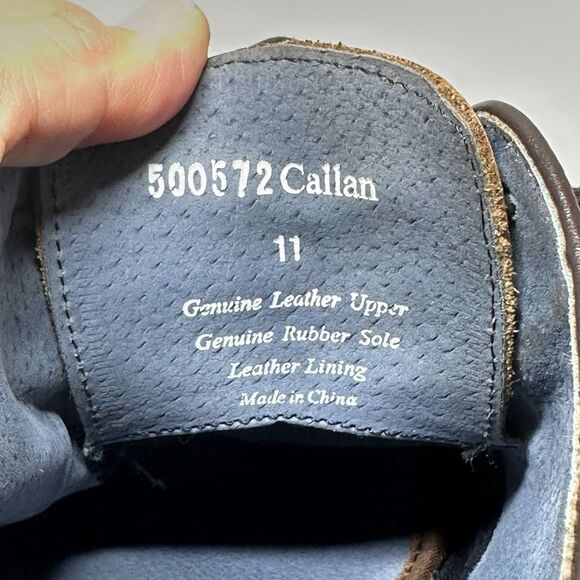 500572 Callan
11
Genuine Leather Upper
Genuine Rubber Sole
Leather Lining
Made in China